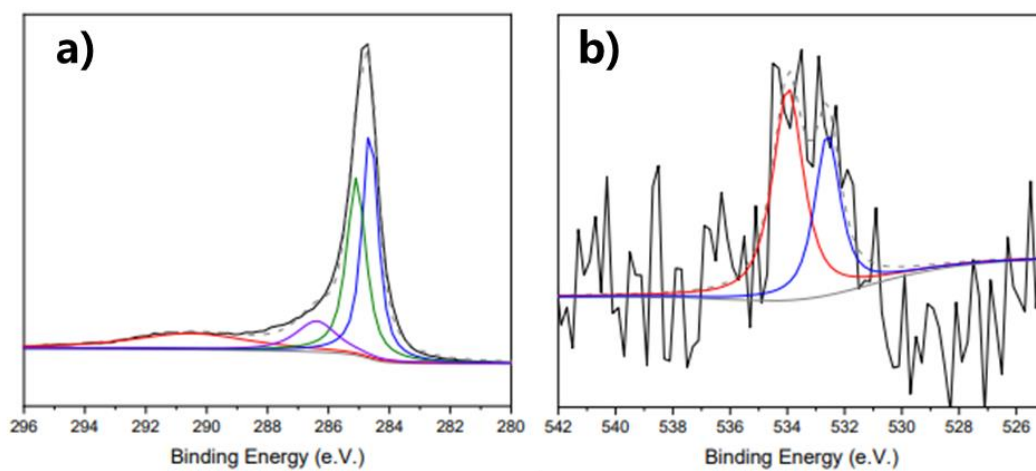 a)
b)
296 294 292 290 288 286 284 282 280
542 540 538 536 534 532 530 528 526
Binding Energy (e.V.)
Binding Energy (e.V.)